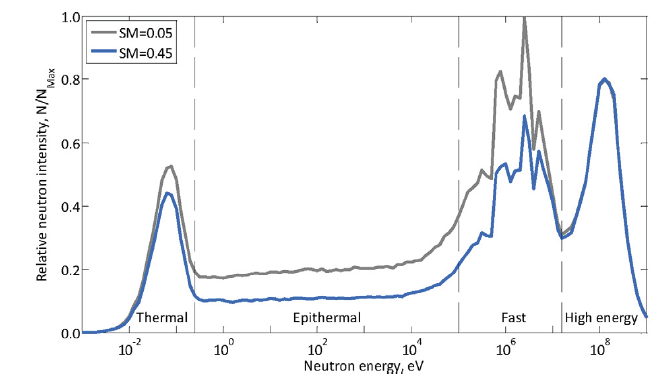 SM=0.05
SM=0.45
Relative neutron intensity, N/N_Max
1.0
0.8
0.6
0.4
0.2
0.0
Thermal Epithermal Fast High energy
10^-2 10^0 10^2 10^4 10^6 10^8
Neutron energy, eV